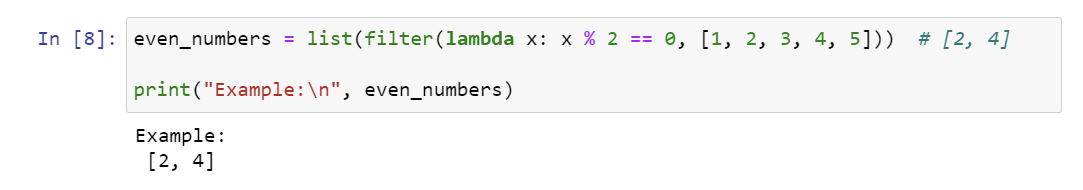 In [8]: even_numbers = list(filter(lambda x: x % 2 == 0, [1, 2, 3, 4, 5]))  # [2, 4]
print("Example:\n", even_numbers)
Example:
 [2, 4]